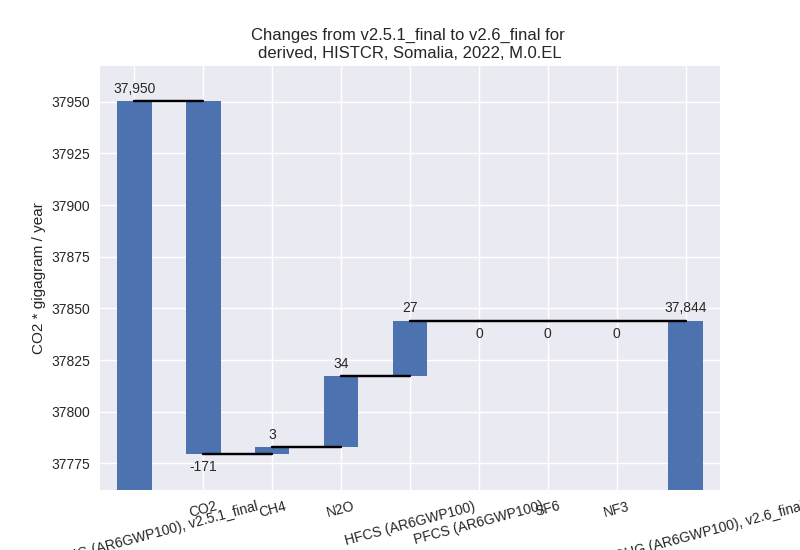 Changes from v2.5.1_final to v2.6_final for
derived, HISTCR, Somalia, 2022, M.0.EL
CO2 * gigagram / year
37950
37925
37900
37875
37850
37825
37800
37775
37,950
-171
3
34
27
0
0
0
37,844
(AR6GWP100), v2.5.1_final
CO2
CH4
N2O
HFCS (AR6GWP100)
PFCS (AR6GWP100)
SF6
NF3
(AR6GWP100), v2.6_final